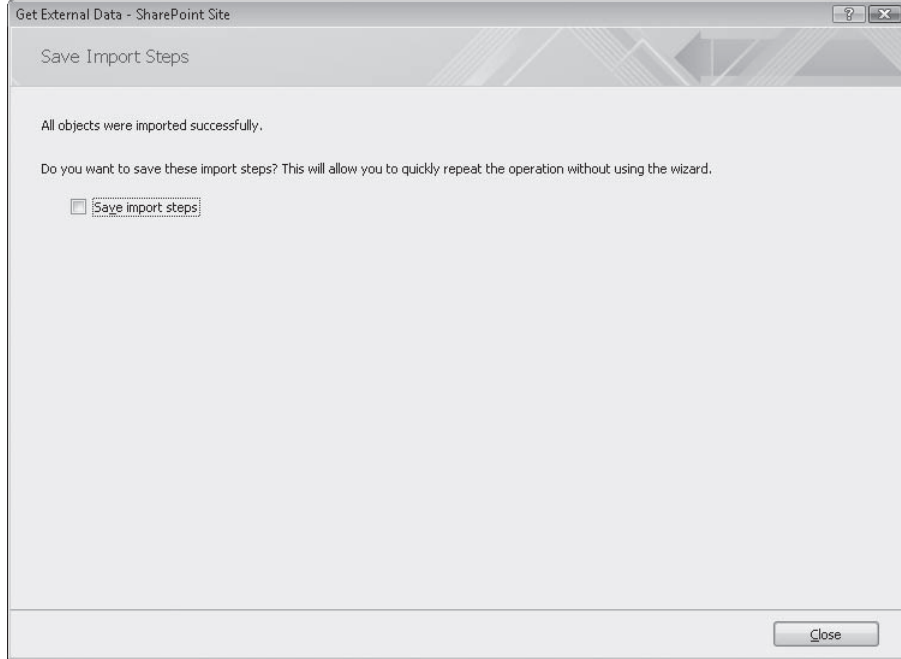 Get External Data - SharePoint Site
?
Save Import Steps
All objects were imported successfully.
Do you want to save these import steps? This will allow you to quickly repeat the operation without using the wizard.
Save import steps
Close